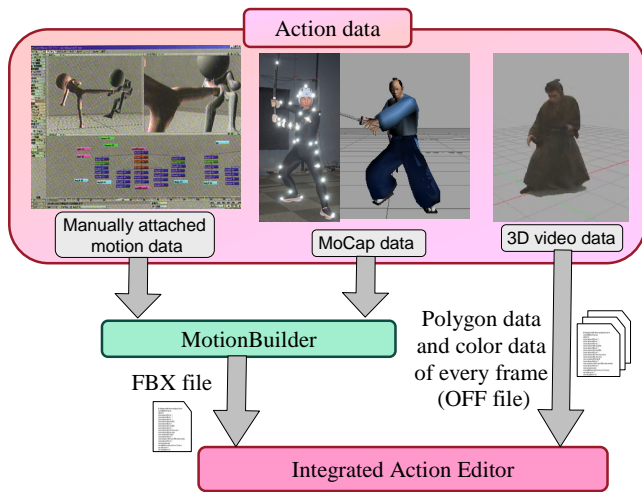 Action data
Manually attached
motion data
MoCap data
3D video data
MotionBuilder
Polygon data
and color data
of every frame
(OFF file)
FBX file
Integrated Action Editor